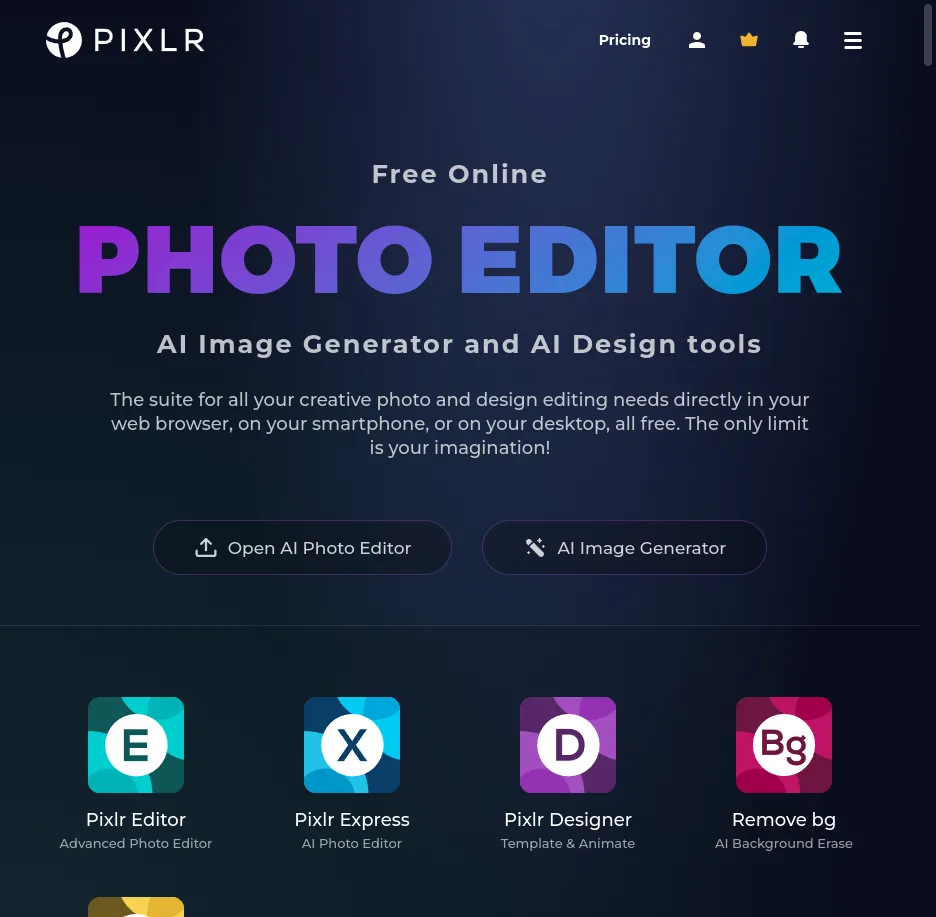 PIXLR
Pricing
Free Online
PHOTO EDITOR
AI Image Generator and AI Design tools
The suite for all your creative photo and design editing needs directly in your
web browser, on your smartphone, or on your desktop, all free. The only limit
is your imagination!
Open AI Photo Editor
AI Image Generator
E
X
D
Bg
Pixlr Editor
Pixlr Express
Pixlr Designer
Remove bg
Advanced Photo Editor
AI Photo Editor
Template & Animate
AI Background Erase